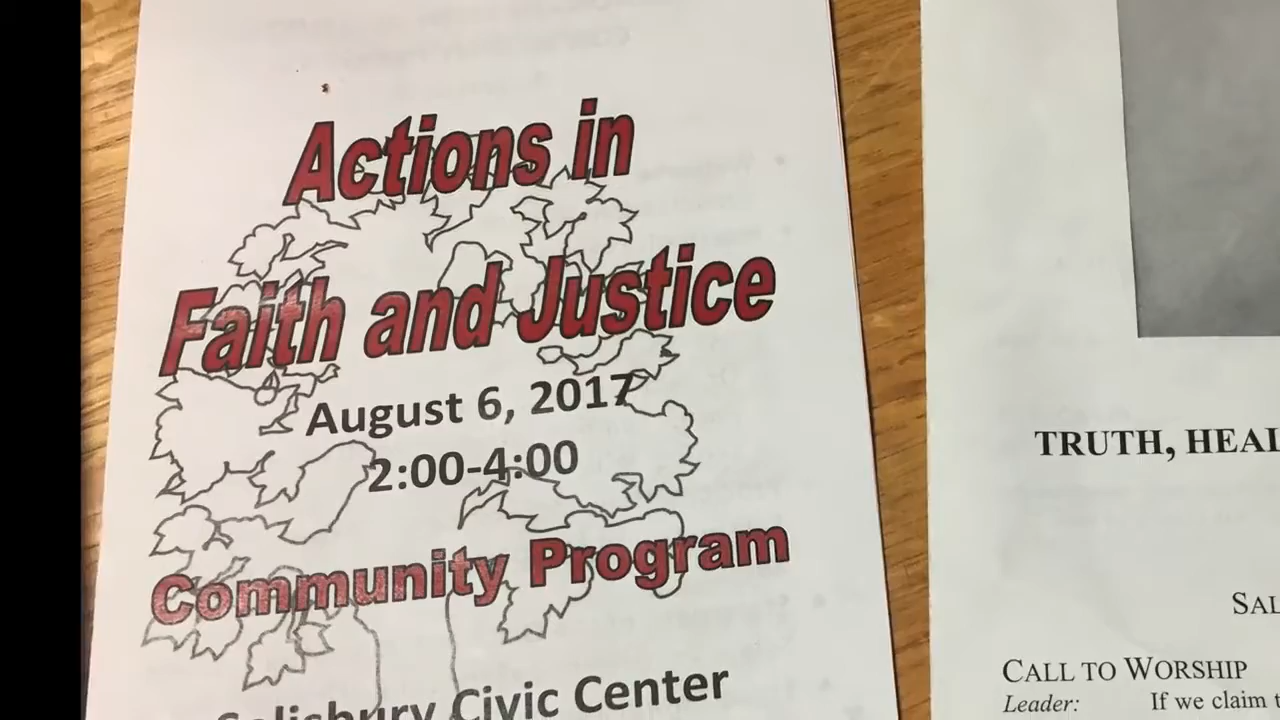 Actions in
Faith and Justice
August 6, 2017
2:00-4:00
Community Program
Salisbury Civic Center
TRUTH, HEAL
SAL
CALL TO WORSHIP
Leader: If we claim t